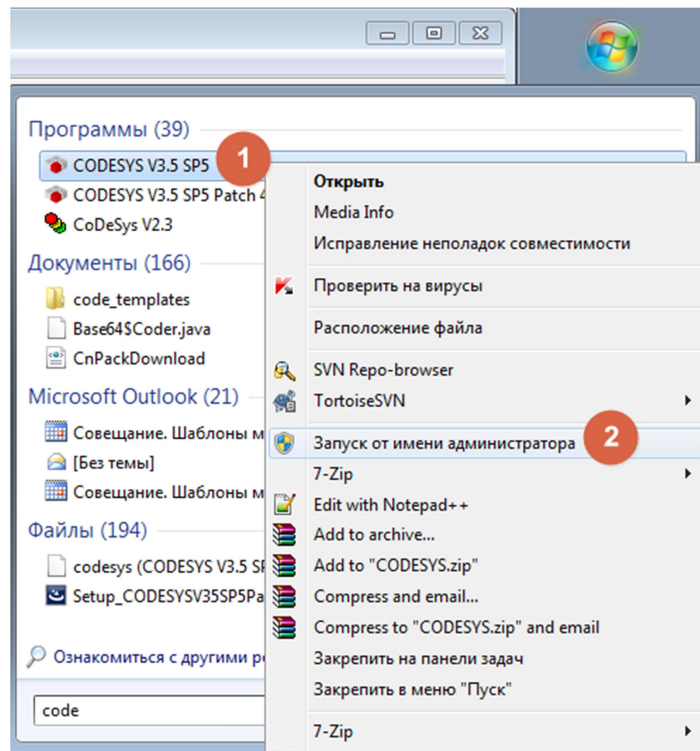 Программы (39)
CODESYS V3.5 SP5
1
CODESYS V3.5 SP5 Patch 4
CoDeSys V2.3
Документы (166)
code_templates
Base64$Coder.java
CnPackDownload
Microsoft Outlook (21)
Совещание. Шаблоны м
[Без темы]
Совещание. Шаблоны м
Файлы (194)
codesys (CODESYS V3.5 SP
Setup_CODESYSV35SP5Pa
Ознакомиться с другими ре
code
Открыть
Media Info
Исправление неполадок совместимости
Проверить на вирусы
Расположение файла
SVN Repo-browser
TortoiseSVN
Запуск от имени администратора
2
7-Zip
Edit with Notepad++
Add to archive...
Add to "CODESYS.zip"
Compress and email...
Compress to "CODESYS.zip" and email
Закрепить на панели задач
Закрепить в меню "Пуск"
7-Zip